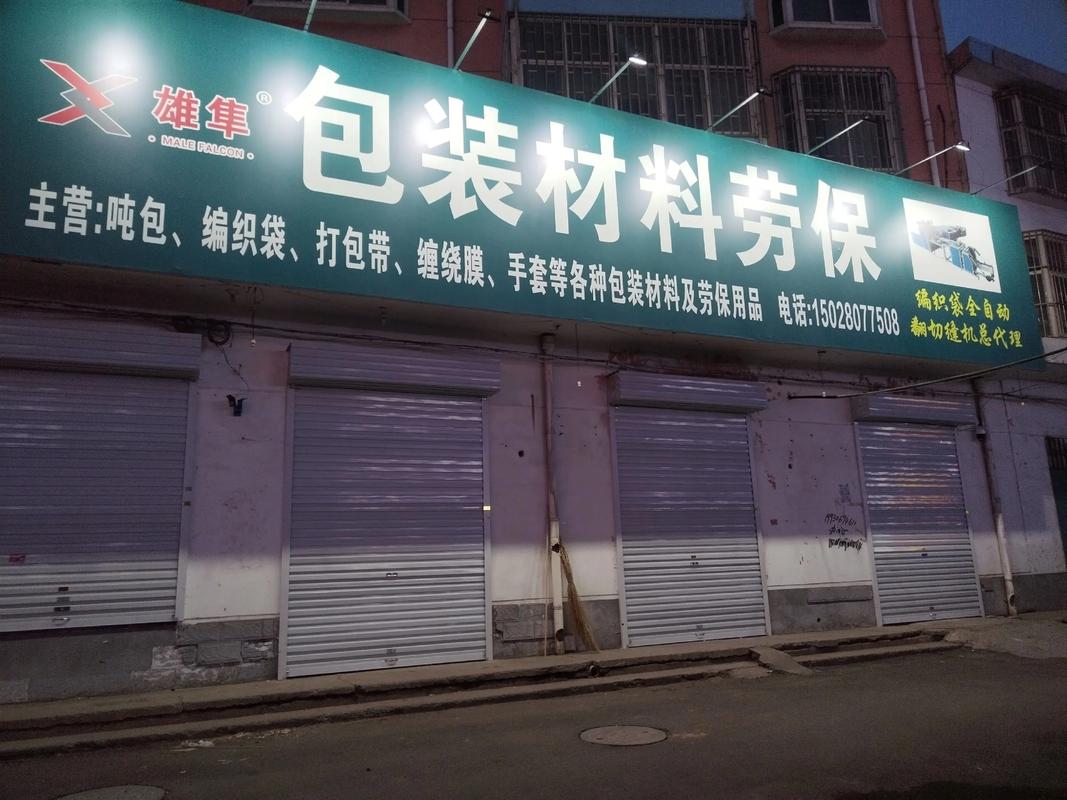 雄隼®
·MALE FALCON·
包装材料劳保
主营:吨包、编织袋、打包带、缠绕膜、手套等各种包装材料及劳保用品 电话:15028077508
编织袋全自动
翻切缝机总代理